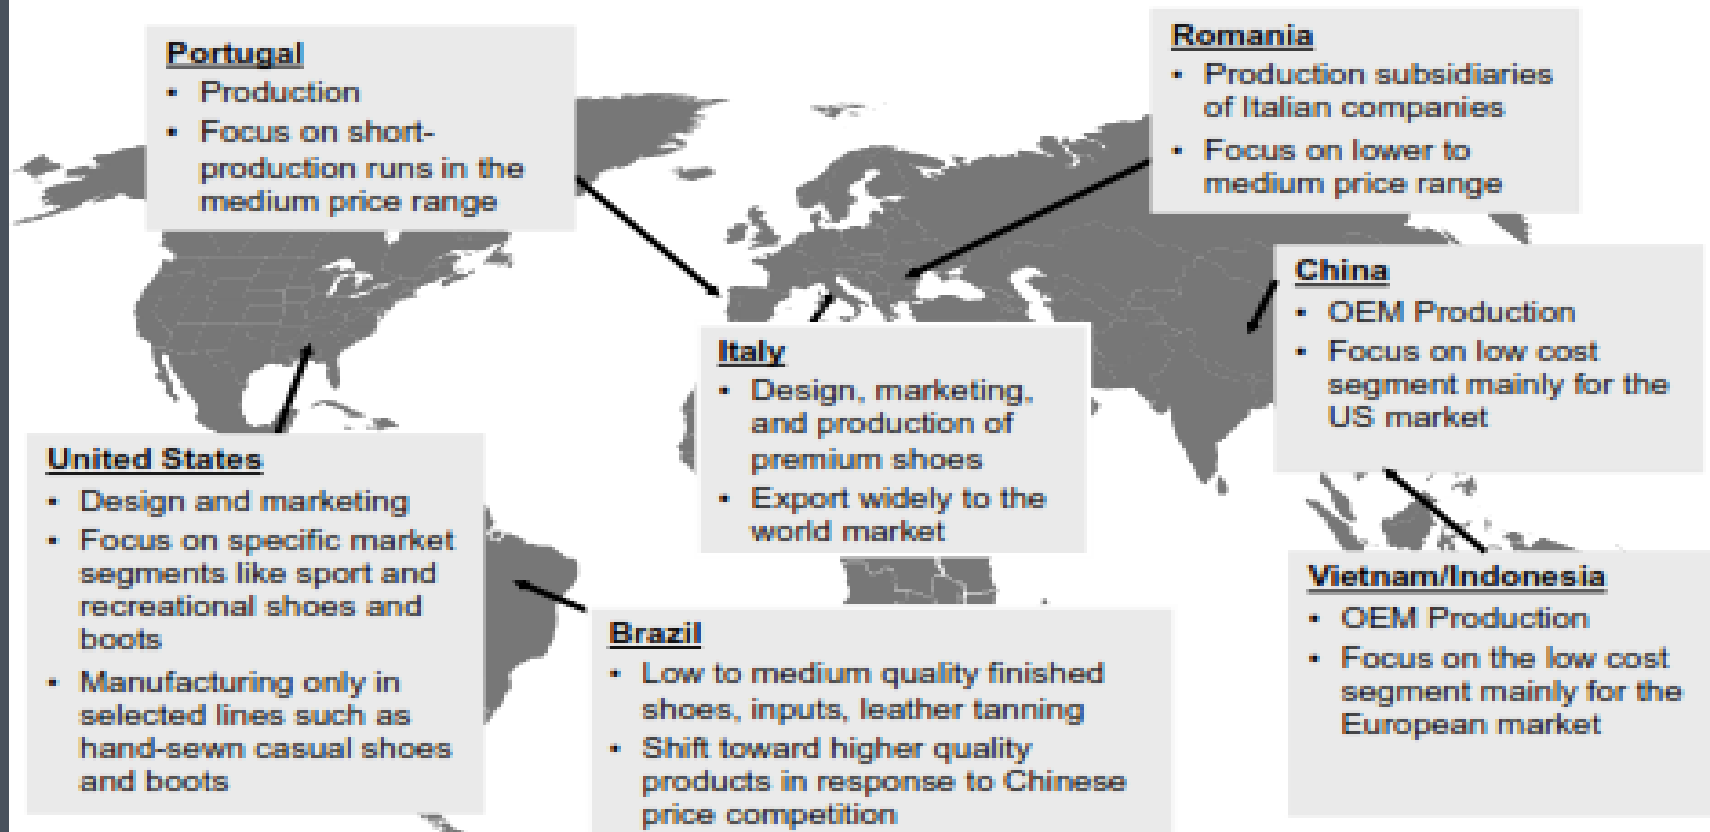 Portugal
• Production
• Focus on short-
production runs in the
medium price range
Romania
• Production subsidiaries
of Italian companies
• Focus on lower to
medium price range
China
• OEM Production
• Focus on low cost
segment mainly for the
US market
Italy
• Design, marketing,
and production of
premium shoes
• Export widely to the
world market
United States
• Design and marketing
• Focus on specific market
segments like sport and
recreational shoes and
boots
• Manufacturing only in
selected lines such as
hand-sewn casual shoes
and boots
Brazil
• Low to medium quality finished
shoes, inputs, leather tanning
• Shift toward higher quality
products in response to Chinese
price competition
Vietnam/Indonesia
• OEM Production
• Focus on the low cost
segment mainly for the
European market